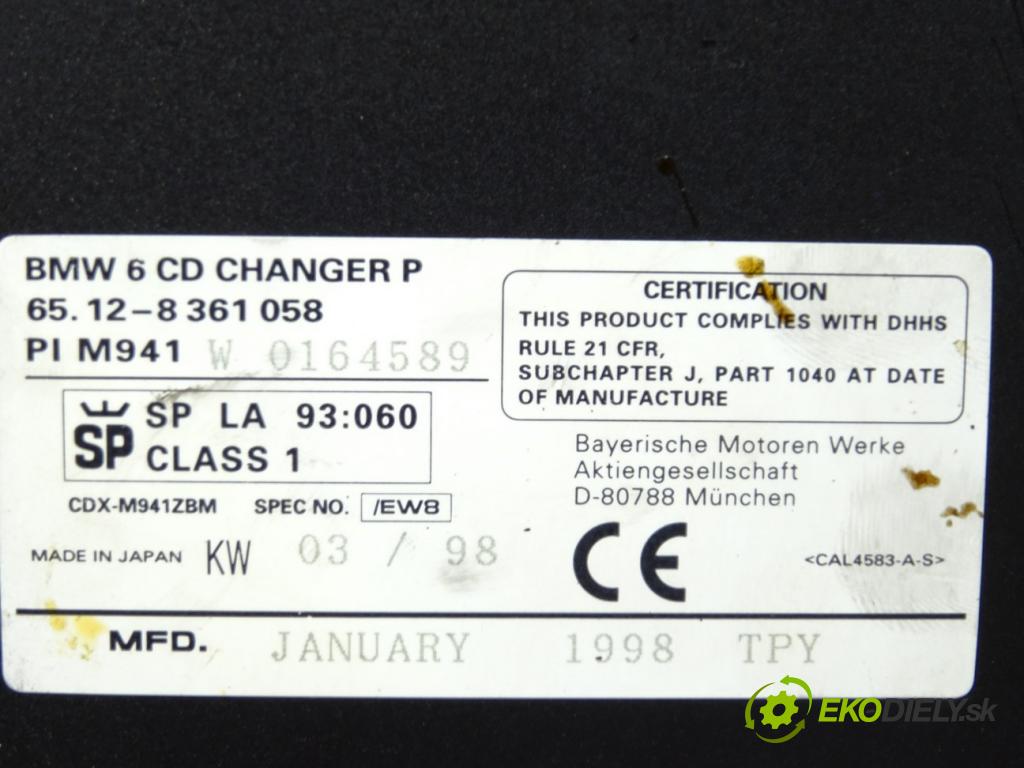 BMW 6 CD CHANGER P
65. 12-8 361 058
PI M941 W 0164589
SP
SP LA 93:060
CLASS 1
CDX-M941ZBM SPEC NO. /EW8
MADE IN JAPAN KW 03 / 98
CERTIFICATION
THIS PRODUCT COMPLIES WITH DHHS
RULE 21 CFR,
SUBCHAPTER J, PART 1040 AT DATE
OF MANUFACTURE
Bayerische Motoren Werke
Aktiengesellschaft
D-80788 München
CE
<CAL4583-A-S>
MFD. JANUARY 1998 TPY
EKODIELY.sk